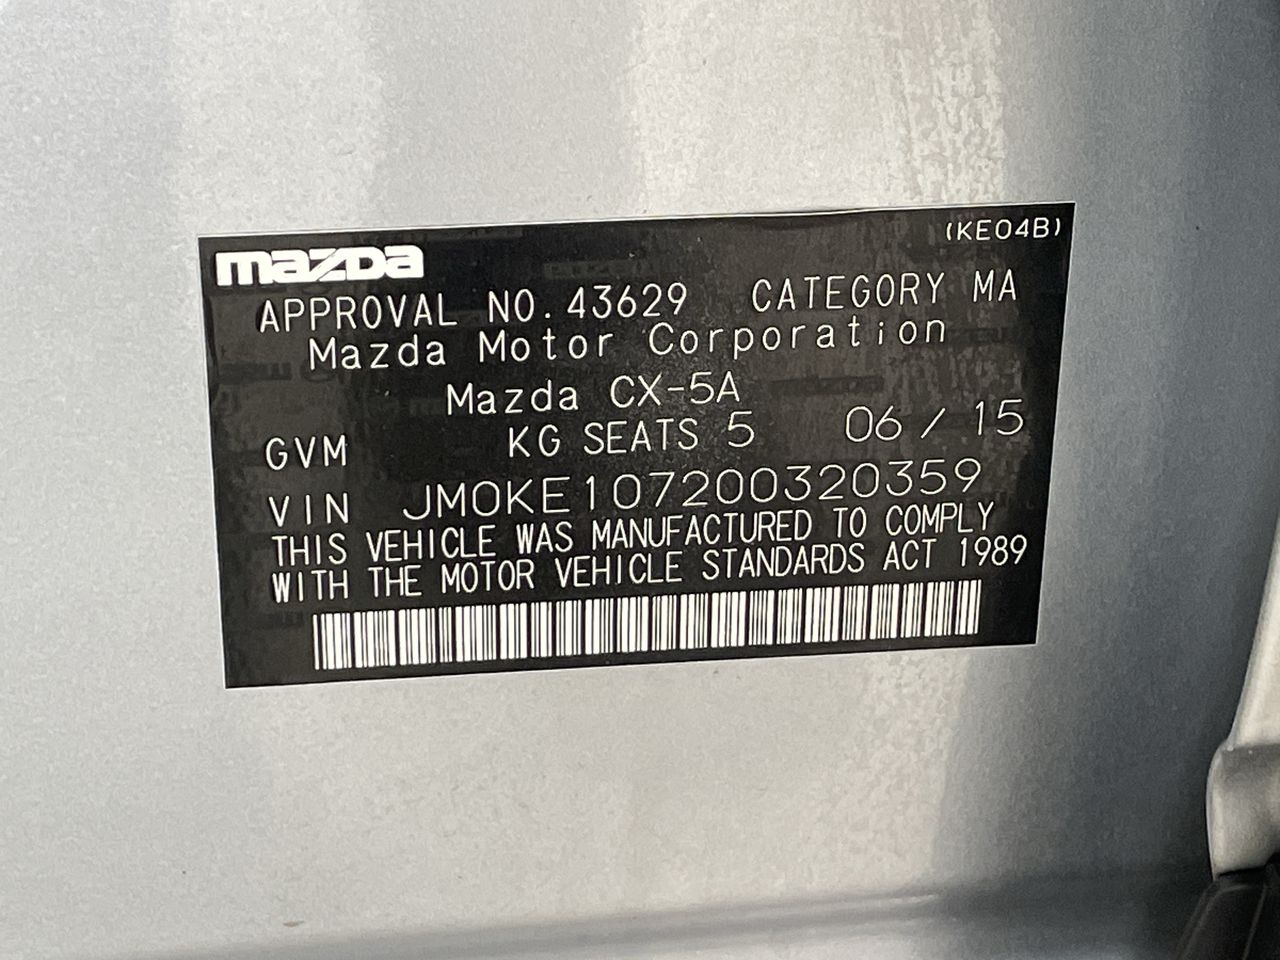 (KE04B)
mazda
APPROVAL NO. 43629 CATEGORY MA
Mazda Motor Corporation
Mazda CX-5A
GVM KG SEATS 5 06 / 15
VIN JM0KE107200320359
THIS VEHICLE WAS MANUFACTURED TO COMPLY
WITH THE MOTOR VEHICLE STANDARDS ACT 1989